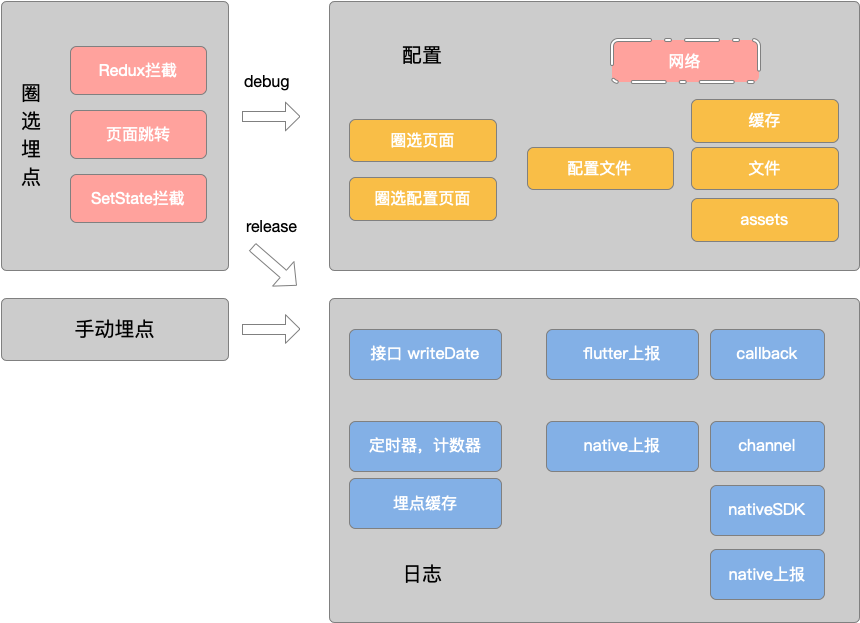 圈选埋点
Redux拦截
页面跳转
SetState拦截
debug
release
配置
网络
圈选页面
圈选配置页面
配置文件
缓存
文件
assets
手动埋点
接口 writeDate
flutter上报
callback
定时器，计数器
native上报
channel
埋点缓存
nativeSDK
日志
native上报